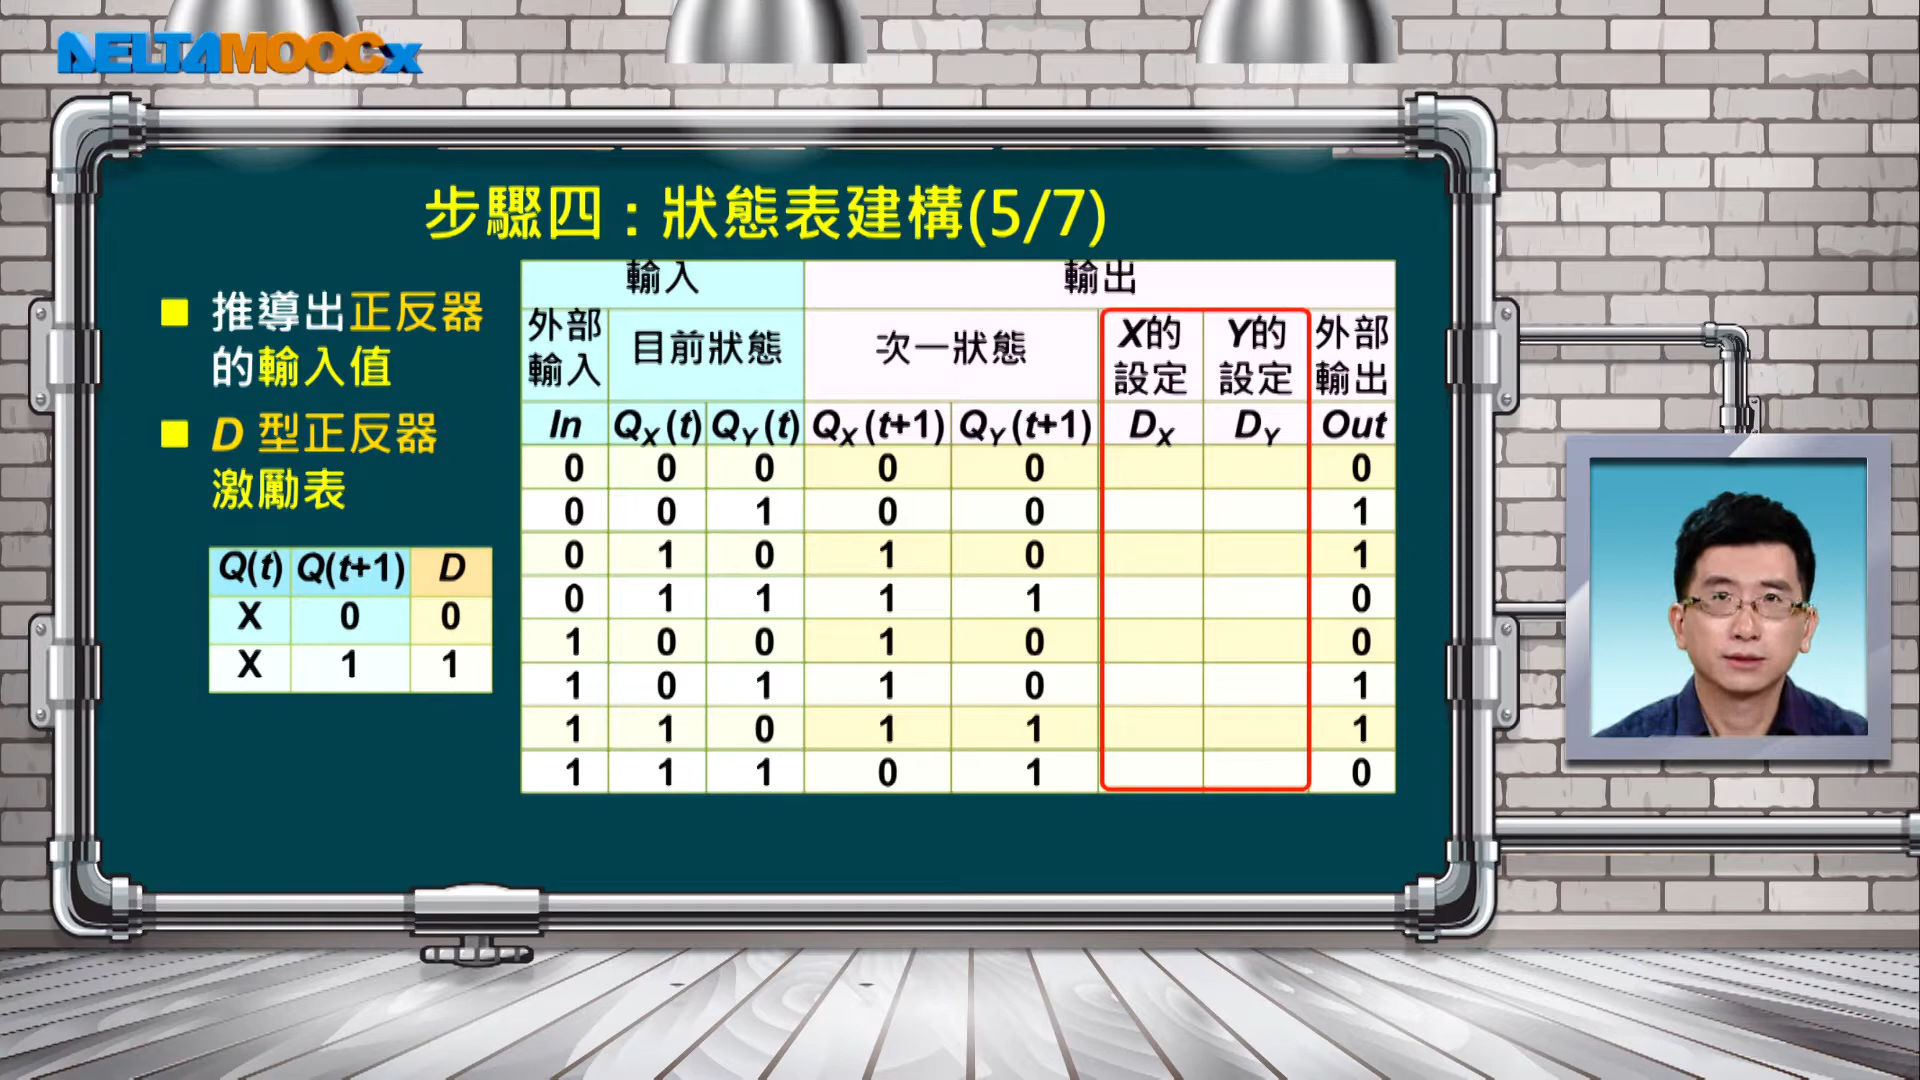 DELTAMOOCx
步驟四：狀態表建構(5/7)
推導出正反器
的輸入值
D 型正反器
激勵表
Q(t) Q(t+1) D
X 0 0
X 1 1
輸入 輸出
外部輸入 目前狀態 次一狀態 X的設定 Y的設定 外部輸出
In QX(t) QY(t) QX(t+1) QY(t+1) DX DY Out
0 0 0 0 0 0
0 0 1 0 0 1
0 1 0 1 0 1
0 1 1 1 1 0
1 0 0 1 0 0
1 0 1 1 0 1
1 1 0 1 1 1
1 1 1 0 1 0